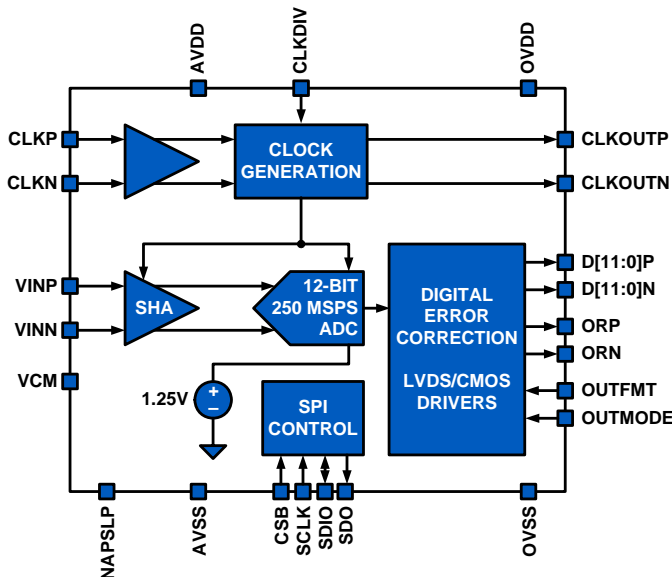 AVDD
CLKDIV
OVDD
CLKP
CLKN
CLOCK
GENERATION
CLKOUTP
CLKOUTN
VINP
VINN
VCM
SHA
12-BIT
250 MSPS
ADC
DIGITAL
ERROR
CORRECTION
LVDS/CMOS
DRIVERS
D[11:0]P
D[11:0]N
ORP
ORN
OUTFMT
OUTMODE
1.25V
+
–
SPI
CONTROL
NAPSLP
AVSS
CSB
SCLK
SDIO
SDO
OVSS